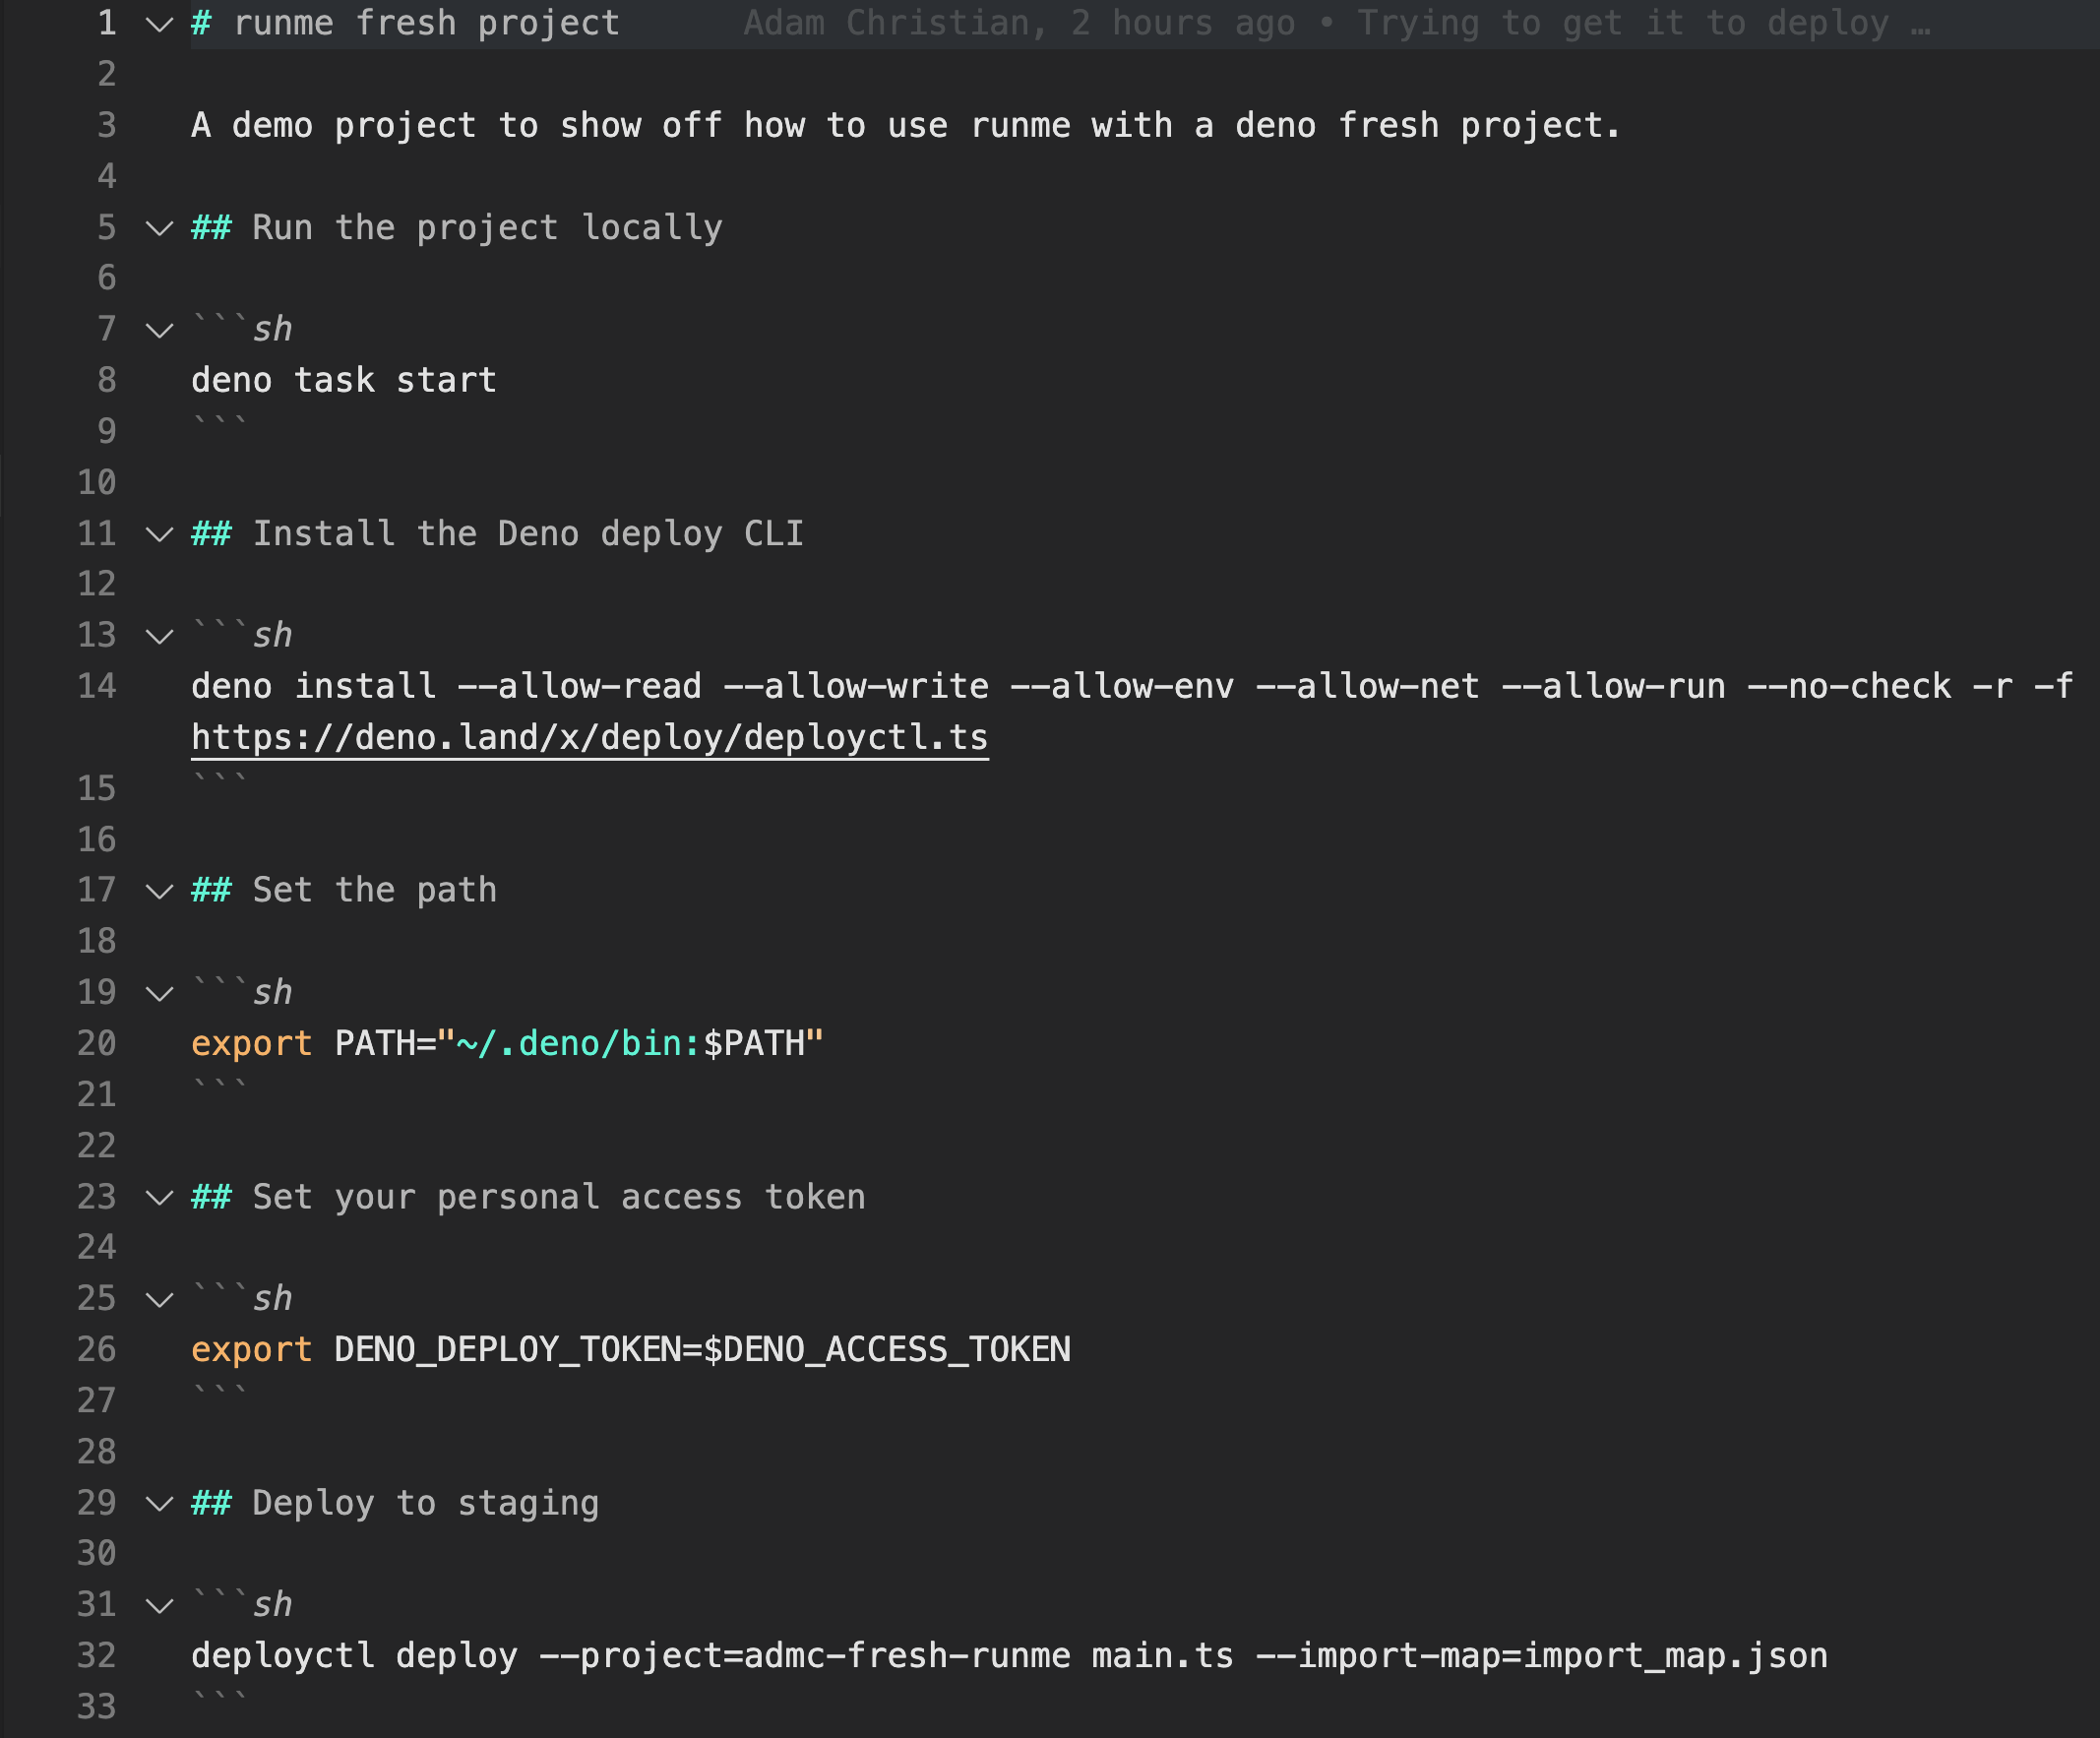 1 # runme fresh project Adam Christian, 2 hours ago • Trying to get it to deploy …
2
3 A demo project to show off how to use runme with a deno fresh project.
4
5 ## Run the project locally
6
7 ```sh
8 deno task start
9 ```
10
11 ## Install the Deno deploy CLI
12
13 ```sh
14 deno install --allow-read --allow-write --allow-env --allow-net --allow-run --no-check -r -f
https://deno.land/x/deploy/deployctl.ts
15 ```
16
17 ## Set the path
18
19 ```sh
20 export PATH="~/.deno/bin:$PATH"
21 ```
22
23 ## Set your personal access token
24
25 ```sh
26 export DENO_DEPLOY_TOKEN=$DENO_ACCESS_TOKEN
27 ```
28
29 ## Deploy to staging
30
31 ```sh
32 deployctl deploy --project=admc-fresh-runme main.ts --import-map=import_map.json
33 ```